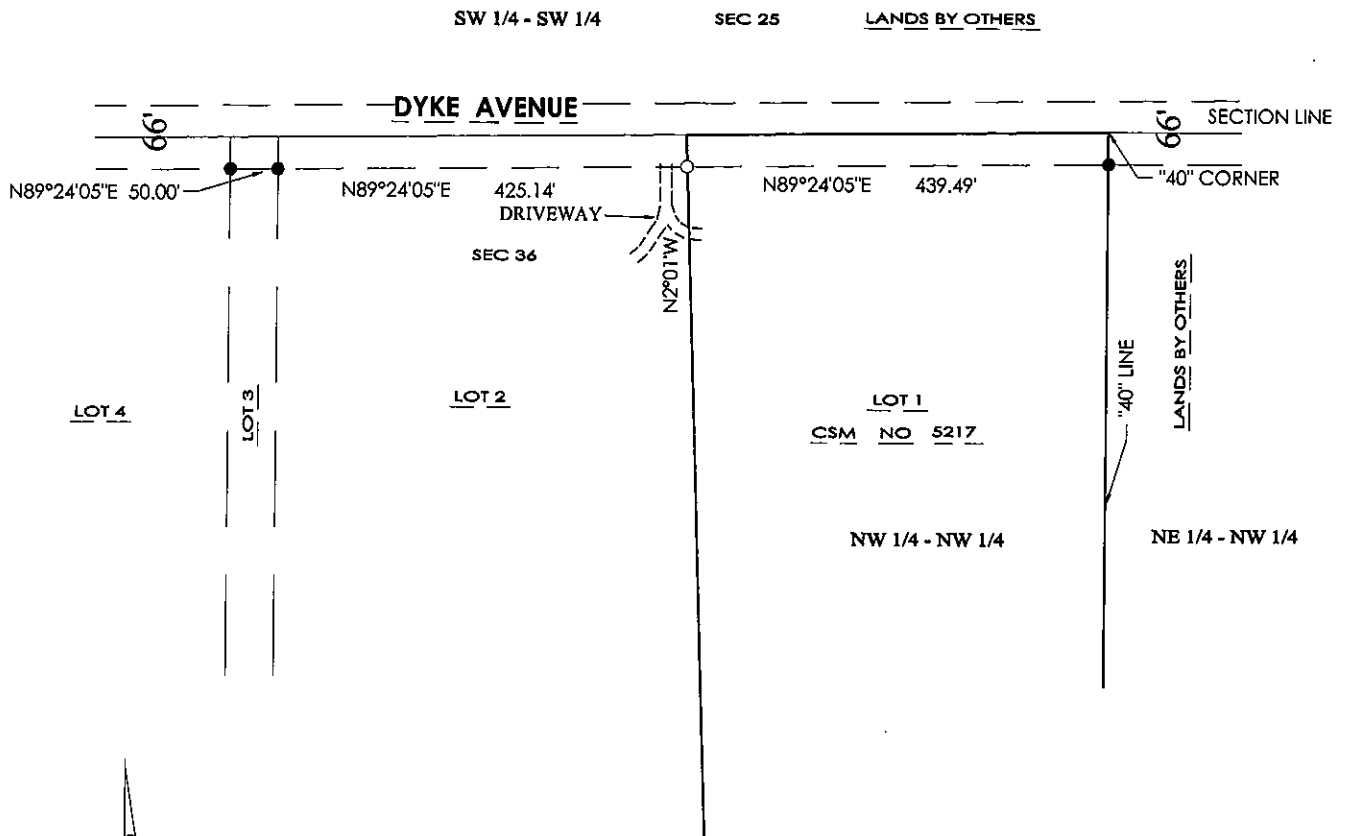 SW 1/4 - SW 1/4 SEC 25 LANDS BY OTHERS
DYKE AVENUE
66'
66'
SECTION LINE
N89°24'05"E 50.00'
N89°24'05"E 425.14'
N89°24'05"E 439.49'
"40" CORNER
DRIVEWAY
SEC 36
N2°01'W
LANDS BY OTHERS
"40" LINE
LOT 4
LOT 3
LOT 2
LOT 1
CSM NO 5217
NW 1/4 - NW 1/4
NE 1/4 - NW 1/4